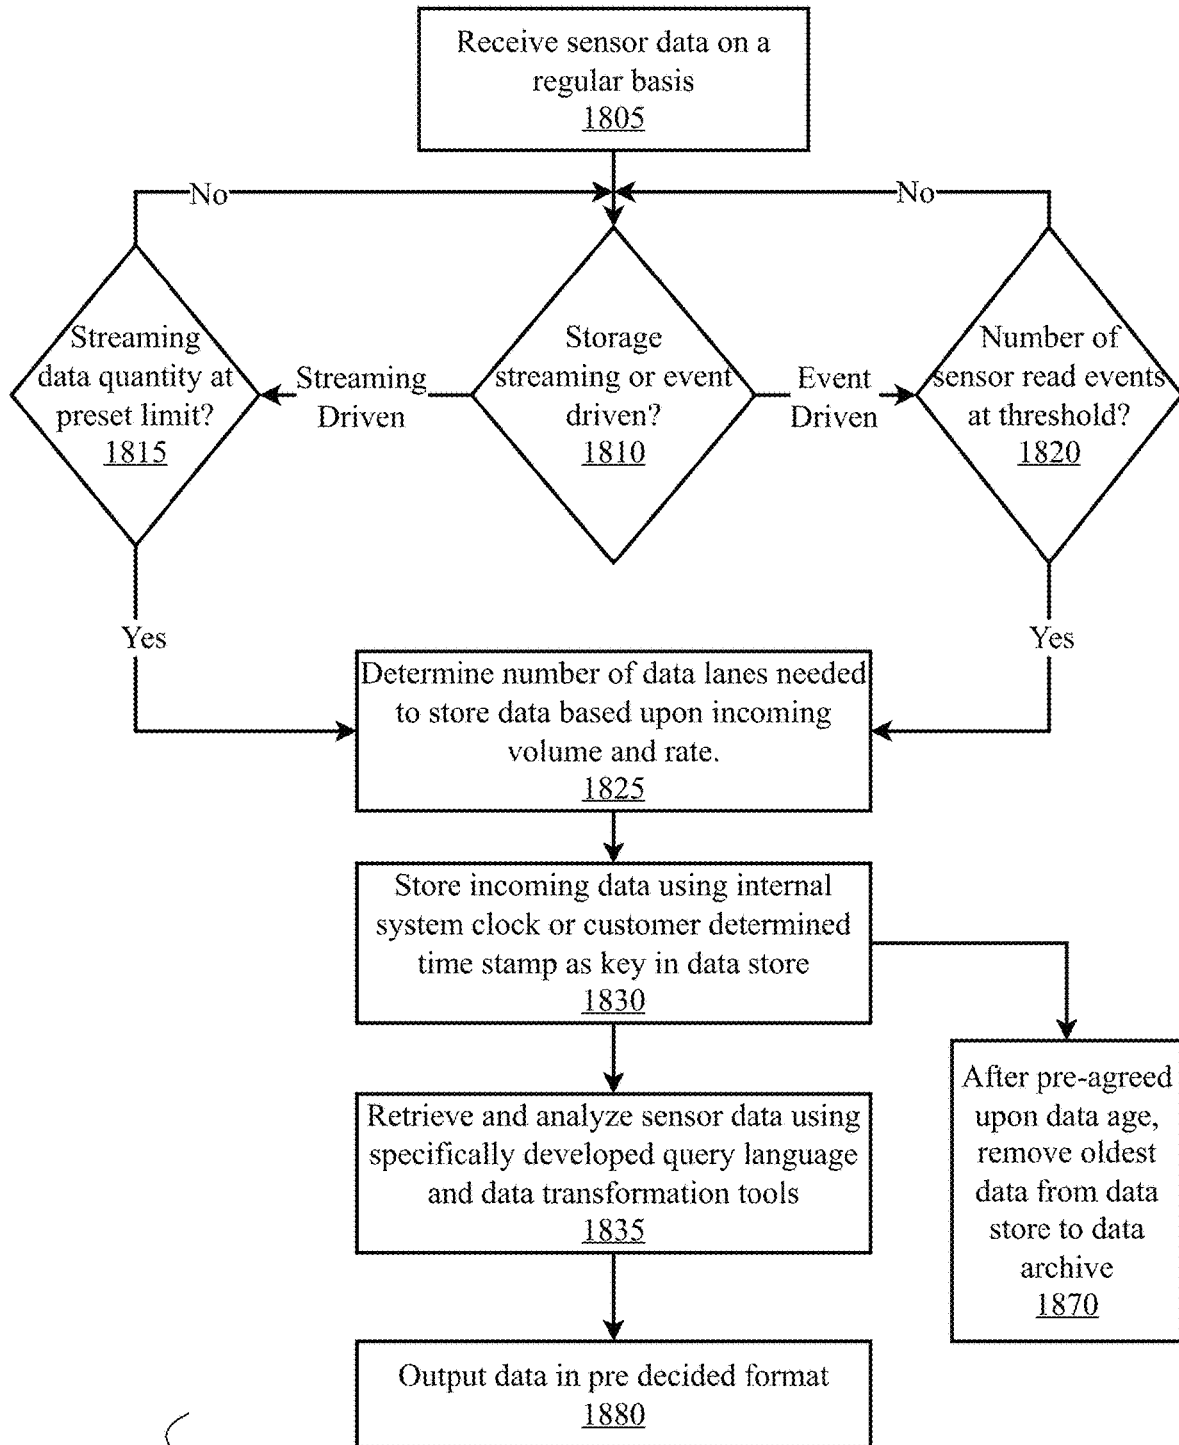 Receive sensor data on a
regular basis
1805
No
No
Streaming
data quantity at
preset limit?
1815
Streaming
Driven
Storage
streaming or event
driven?
1810
Event
Driven
Number of
sensor read events
at threshold?
1820
Yes
Yes
Determine number of data lanes needed
to store data based upon incoming
volume and rate.
1825
Store incoming data using internal
system clock or customer determined
time stamp as key in data store
1830
Retrieve and analyze sensor data using
specifically developed query language
and data transformation tools
1835
After pre-agreed
upon data age,
remove oldest
data from data
store to data
archive
1870
Output data in pre decided format
1880